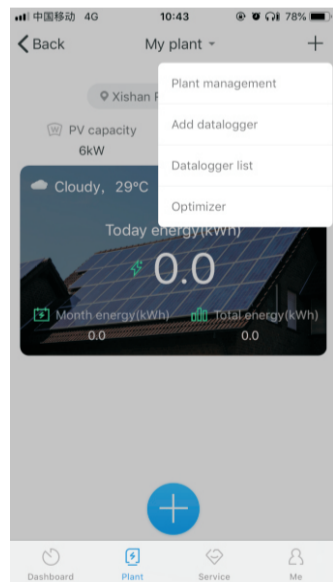 中国移动 4G 10:43 78%
Back My plant +
Plant management
Xishan
Add datalogger
W PV capacity
6kW
Datalogger list
Cloudy, 29°C
Optimizer
Today energy(kWh)
0.0
Month energy(kWh) Total energy(kWh)
0.0 0.0
Dashboard Plant Service Me